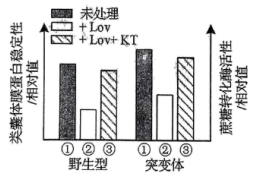 未处理
+ Lov
+ Lov+ KT
类囊体膜蛋白稳定性
/相对值
蔗糖转化酶活性
/相对值
① ② ③ ① ② ③
野生型 突变体